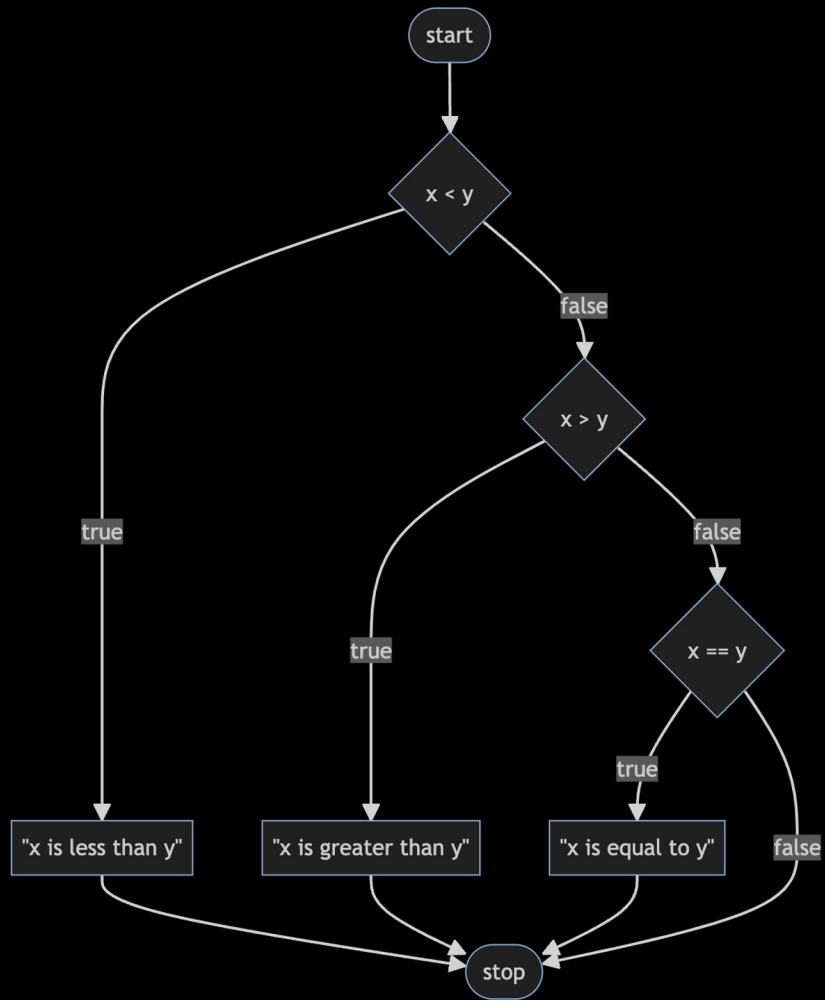 start
x < y
false
x > y
true
false
true
x == y
true
"x is less than y"
"x is greater than y"
"x is equal to y"
false
stop